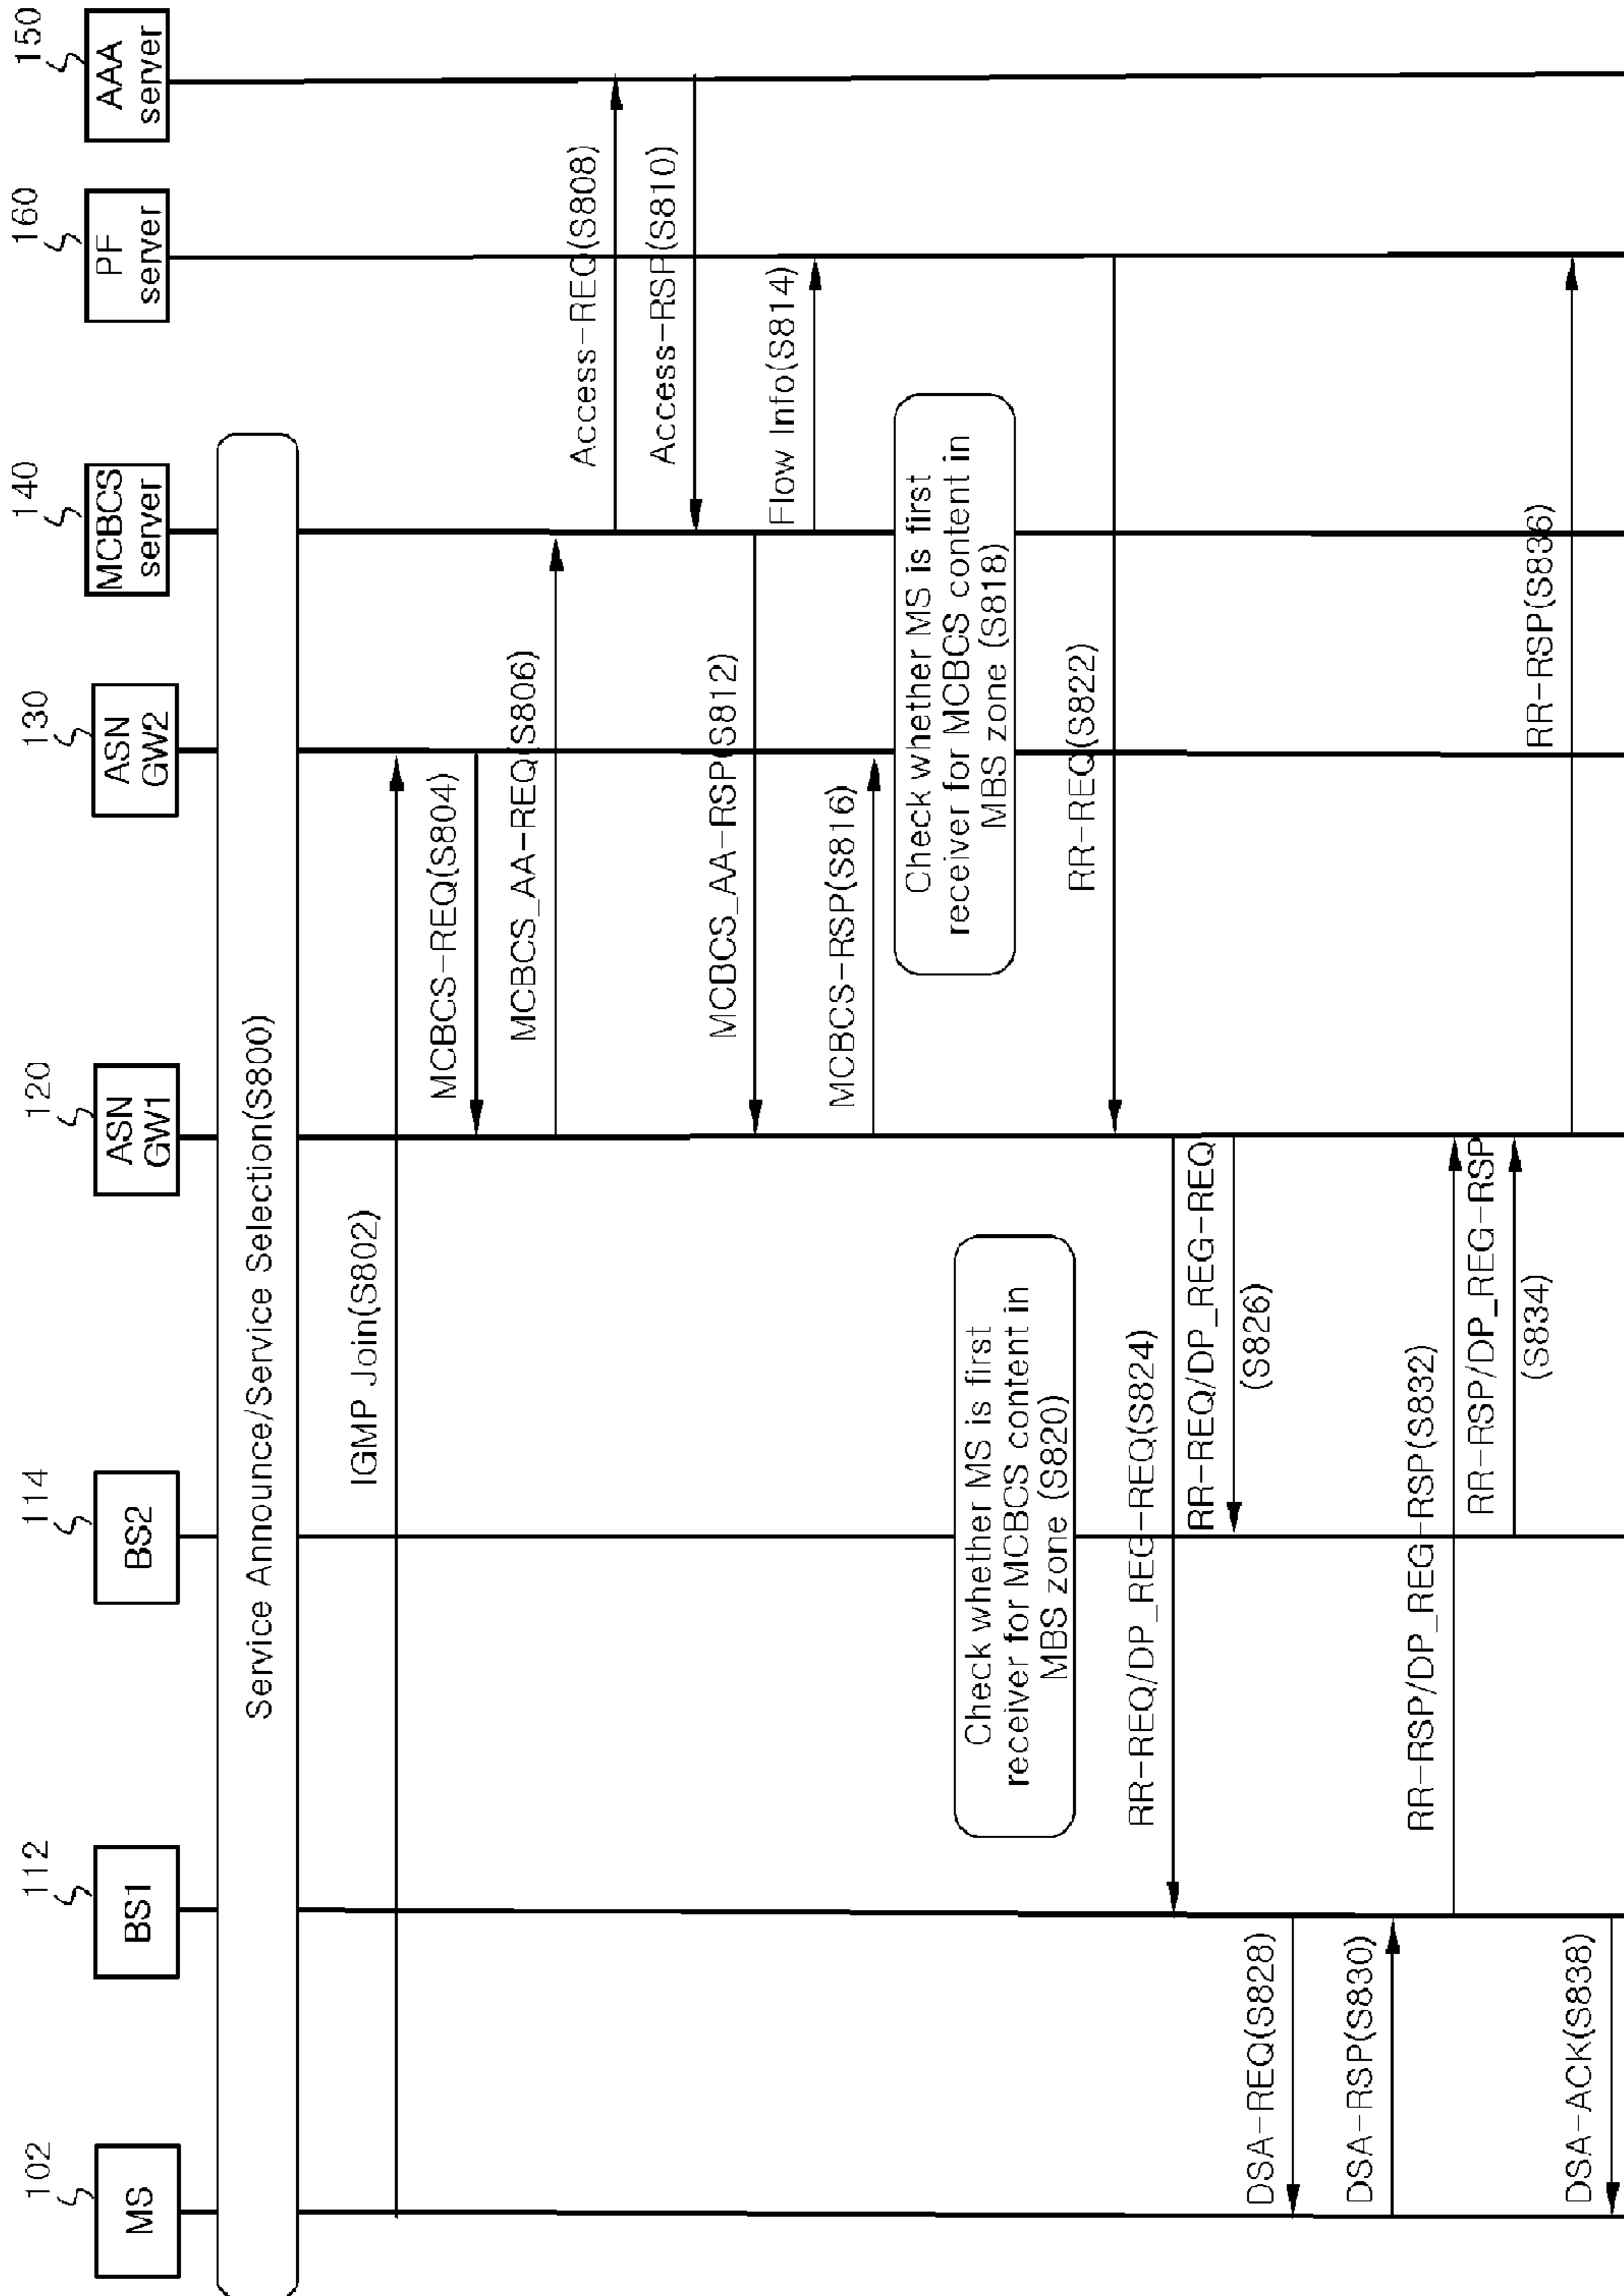 102
112
114
120
130
140
160
150
MS
BS1
BS2
ASN
GW1
ASN
GW2
MCBCS
server
PF
server
AAA
server
Service Announce/Service Selection(S800)
IGMP Join(S802)
MCBCS-REQ(S804)
MCBCS_AA-REQ(S806)
Access-REQ(S808)
Access-RSP(S810)
MCBCS_AA-RSP(S812)
Flow Info(S814)
MCBCS-RSP(S816)
Check whether MS is first
receiver for MCBCS content in
MBS zone (S818)
Check whether MS is first
receiver for MCBCS content in
MBS zone (S820)
RR-REQ(S822)
RR-REQ/DP_REG-REQ(S824)
RR-REQ/DP_REG-REQ
(S826)
DSA-REQ(S828)
DSA-RSP(S830)
RR-RSP/DP_REG-RSP(S832)
RR-RSP/DP_REG-RSP
(S834)
RR-RSP(S836)
DSA-ACK(S838)